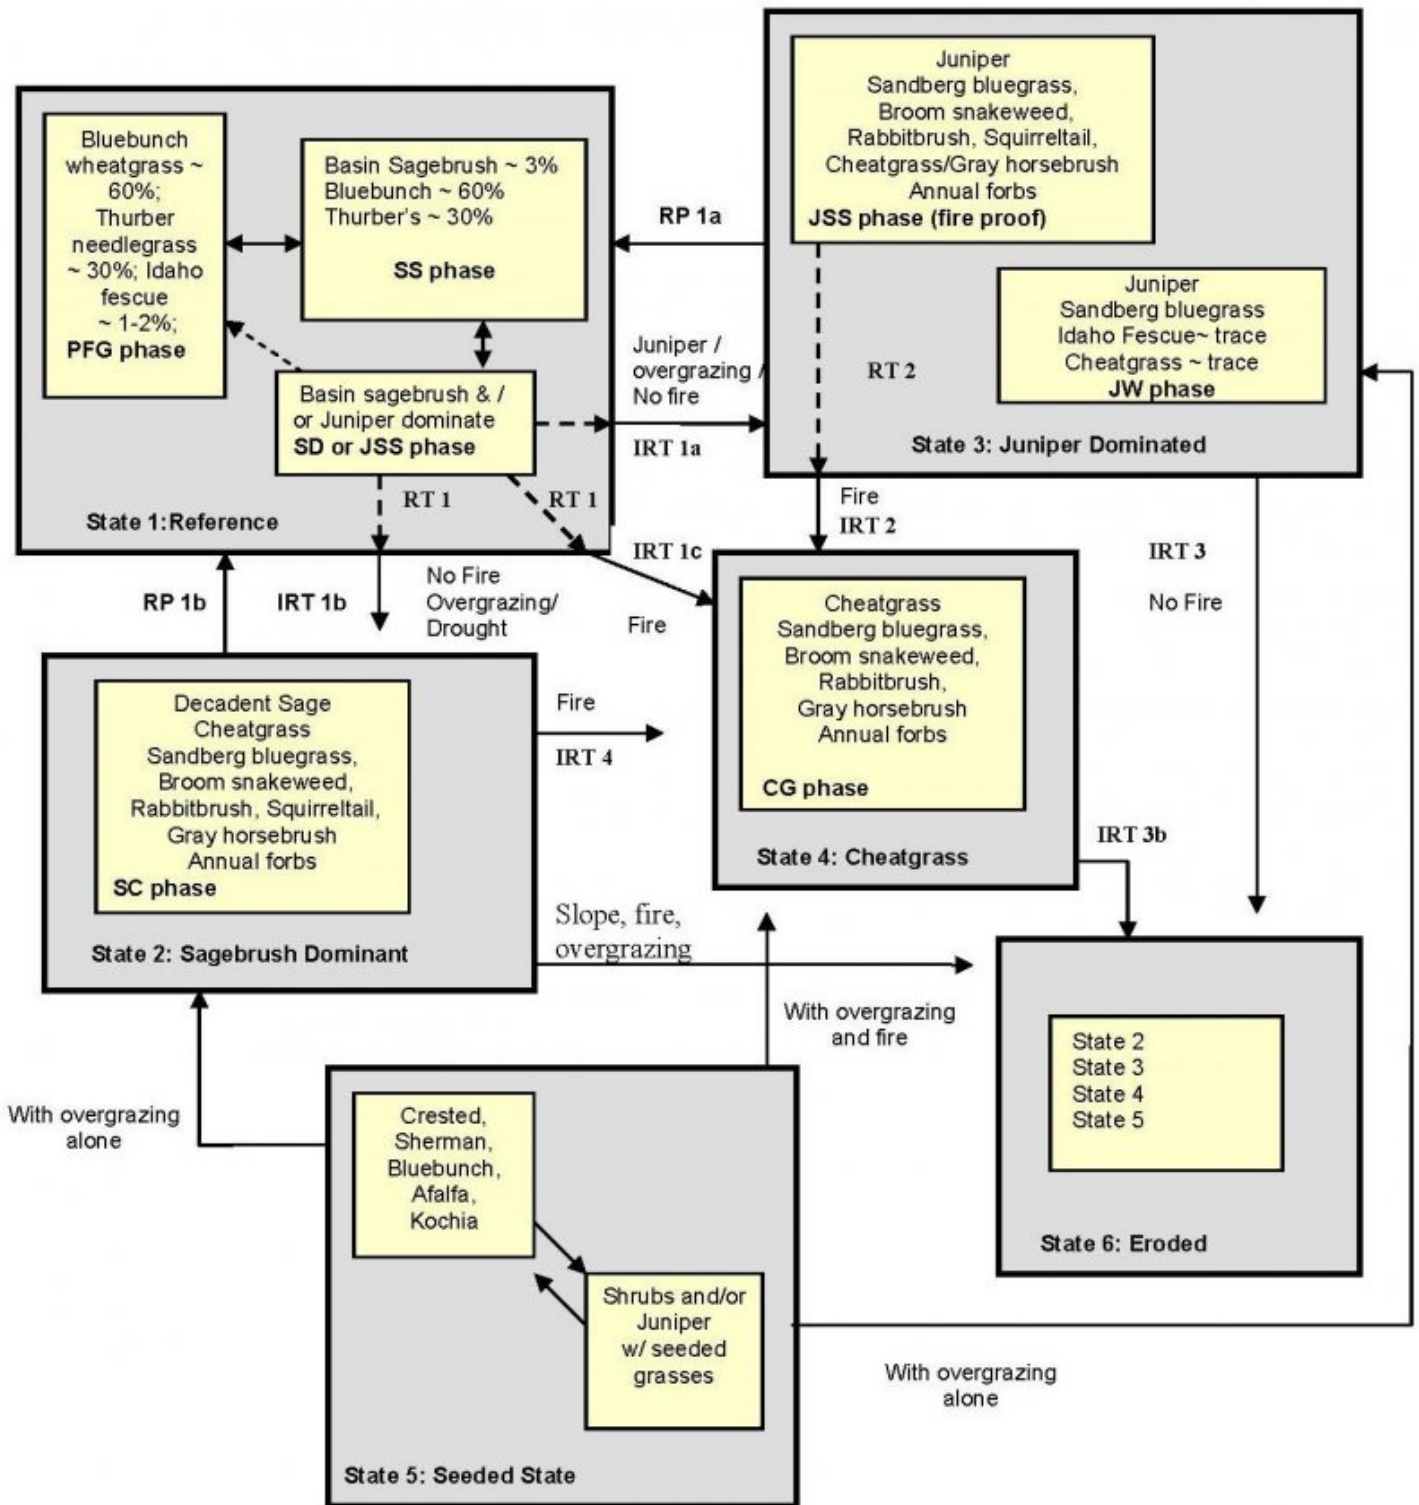 Bluebunch
wheatgrass ~
60%;
Thurber
needlegrass
~ 30%; Idaho
fescue
~ 1-2%;
PFG phase
Basin Sagebrush ~ 3%
Bluebunch ~ 60%
Thurber's ~ 30%
SS phase
Basin sagebrush & /
or Juniper dominate
SD or JSS phase
RT 1
RT 1
State 1:Reference
RP 1a
Juniper /
overgrazing /
No fire
IRT 1a
Juniper
Sandberg bluegrass,
Broom snakeweed,
Rabbitbrush, Squirreltail,
Cheatgrass/Gray horsebrush
Annual forbs
JSS phase (fire proof)
Juniper
Sandberg bluegrass
Idaho Fescue~ trace
Cheatgrass ~ trace
JW phase
RT 2
State 3: Juniper Dominated
Fire
IRT 2
IRT 3
No Fire
RP 1b
IRT 1b
No Fire
Overgrazing/
Drought
IRT 1c
Fire
Cheatgrass
Sandberg bluegrass,
Broom snakeweed,
Rabbitbrush,
Gray horsebrush
Annual forbs
CG phase
State 4: Cheatgrass
IRT 3b
Decadent Sage
Cheatgrass
Sandberg bluegrass,
Broom snakeweed,
Rabbitbrush, Squirreltail,
Gray horsebrush
Annual forbs
SC phase
State 2: Sagebrush Dominant
Fire
IRT 4
Slope, fire,
overgrazing
With overgrazing
and fire
State 2
State 3
State 4
State 5
State 6: Eroded
With overgrazing
alone
Crested,
Sherman,
Bluebunch,
Afalfa,
Kochia
Shrubs and/or
Juniper
w/ seeded
grasses
State 5: Seeded State
With overgrazing
alone